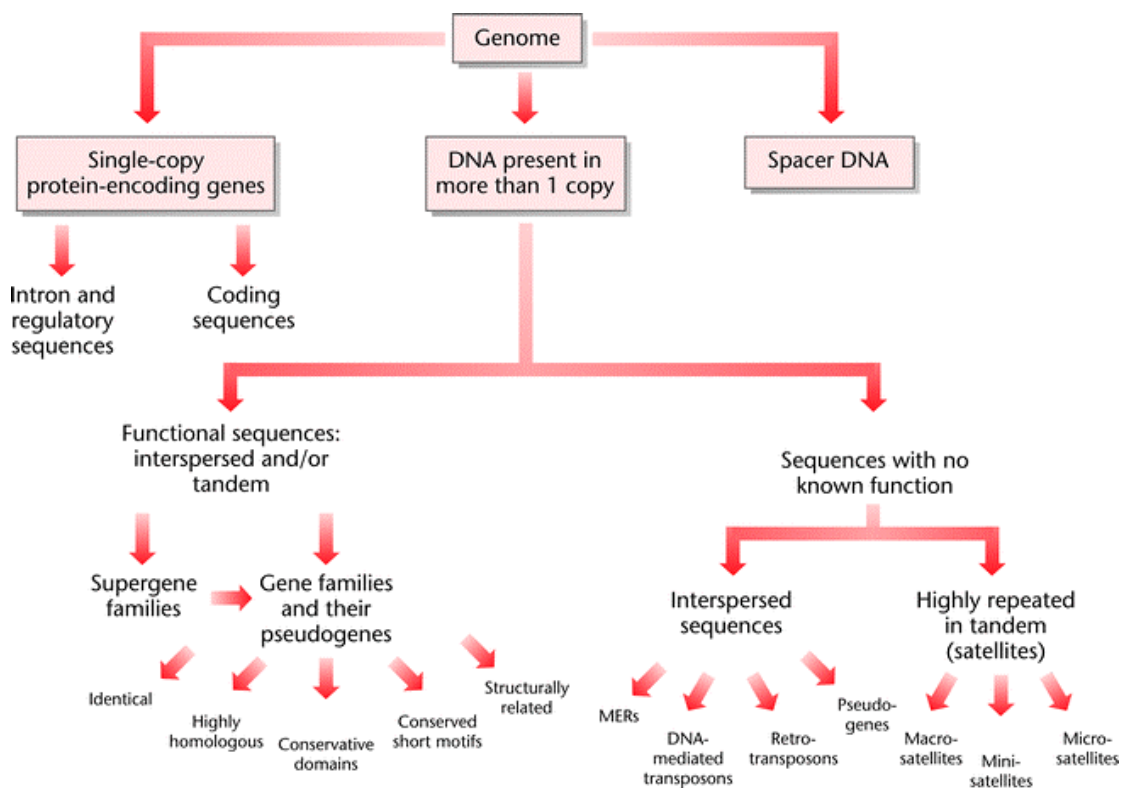 Genome
Single-copy
protein-encoding genes
DNA present in
more than 1 copy
Spacer DNA
Intron and
regulatory
sequences
Coding
sequences
Functional sequences:
interspersed and/or
tandem
Sequences with no
known function
Supergene
families
Gene families
and their
pseudogenes
Interspersed
sequences
Highly repeated
in tandem
(satellites)
Identical
Highly
homologous
Conservative
domains
Conserved
short motifs
Structurally
related
MERs
DNA-
mediated
transposons
Retro-
transposons
Pseudo-
genes
Macro-
satellites
Mini-
satellites
Micro-
satellites